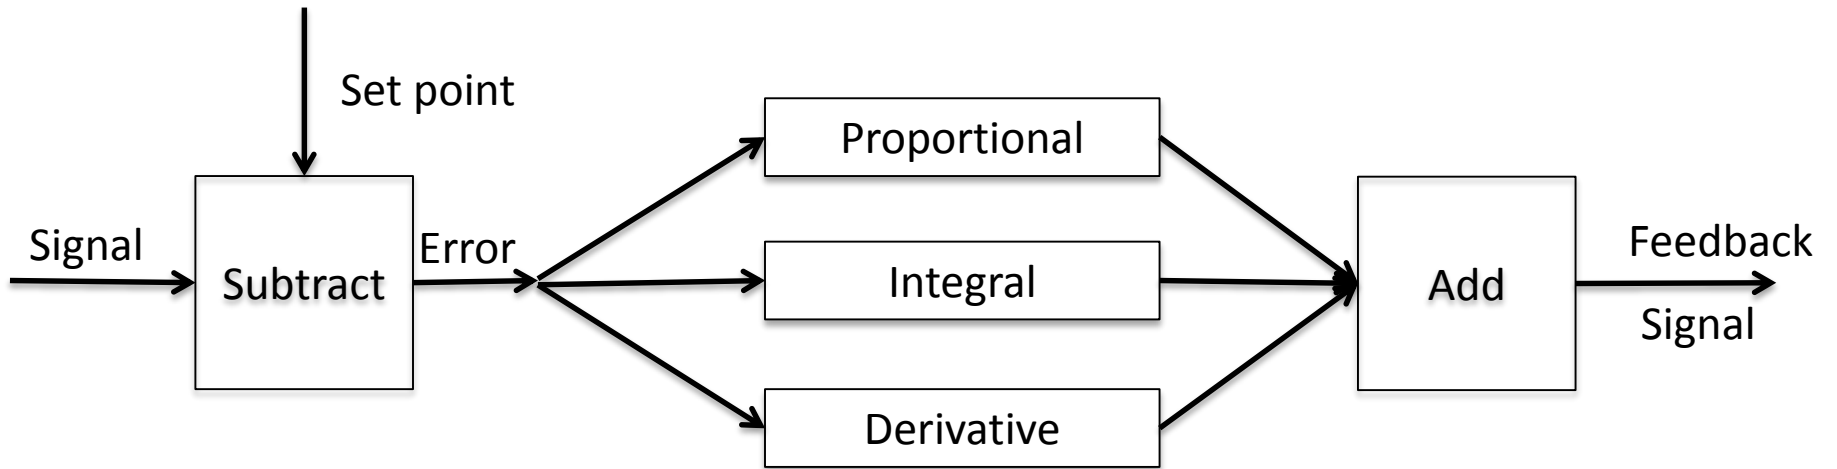 Set point
Proportional
Signal
Error
Subtract
Integral
Add
Feedback
Signal
Derivative